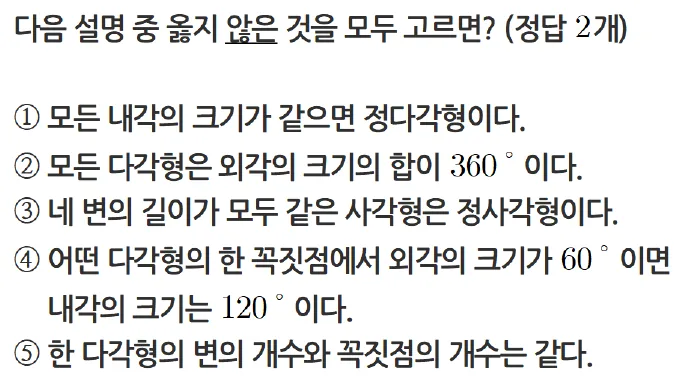 다음 설명 중 옳지 않은 것을 모두 고르면? (정답 2개)
① 모든 내각의 크기가 같으면 정다각형이다.
② 모든 다각형은 외각의 크기의 합이 360°이다.
③ 네 변의 길이가 모두 같은 사각형은 정사각형이다.
④ 어떤 다각형의 한 꼭짓점에서 외각의 크기가 60°이면
내각의 크기는 120°이다.
⑤ 한 다각형의 변의 개수와 꼭짓점의 개수는 같다.